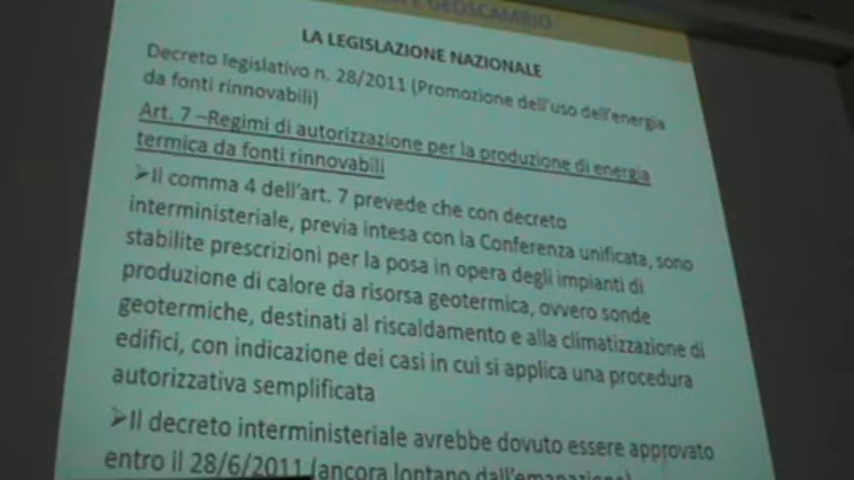 E GEOSCAMBIO
LA LEGISLAZIONE NAZIONALE
Decreto legislativo n. 28/2011 (Promozione dell'uso dell'energia
da fonti rinnovabili)
Art. 7 –Regimi di autorizzazione per la produzione di energia
termica da fonti rinnovabili
➢Il comma 4 dell'art. 7 prevede che con decreto
interministeriale, previa intesa con la Conferenza unificata, sono
stabilite prescrizioni per la posa in opera degli impianti di
produzione di calore da risorsa geotermica, ovvero sonde
geotermiche, destinati al riscaldamento e alla climatizzazione di
edifici, con indicazione dei casi in cui si applica una procedura
autorizzativa semplificata
➢Il decreto interministeriale avrebbe dovuto essere approvato
entro il 28/6/2011 (ancora lontano dall'emanazione)